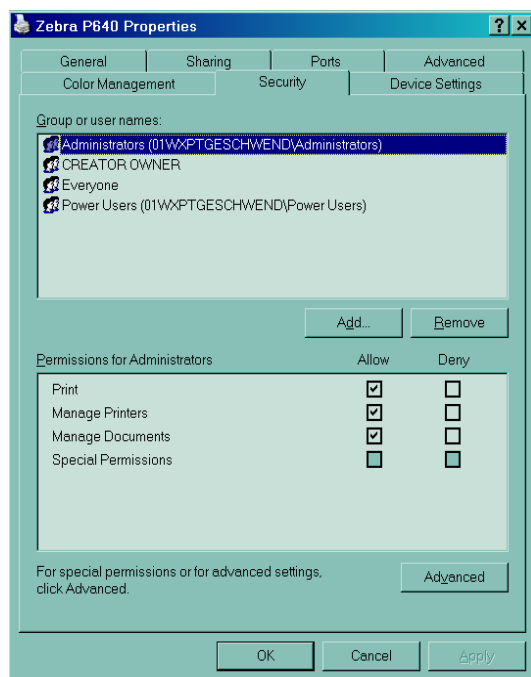 Zebra P640 Properties
General Sharing Ports Advanced
Color Management Security Device Settings
Group or user names:
Administrators (01WXPTGESCHWEND\Administrators)
CREATOR OWNER
Everyone
Power Users (01WXPTGESCHWEND\Power Users)
Add... Remove
Permissions for Administrators Allow Deny
Print
Manage Printers
Manage Documents
Special Permissions
For special permissions or for advanced settings,
click Advanced.
Advanced
OK Cancel Apply